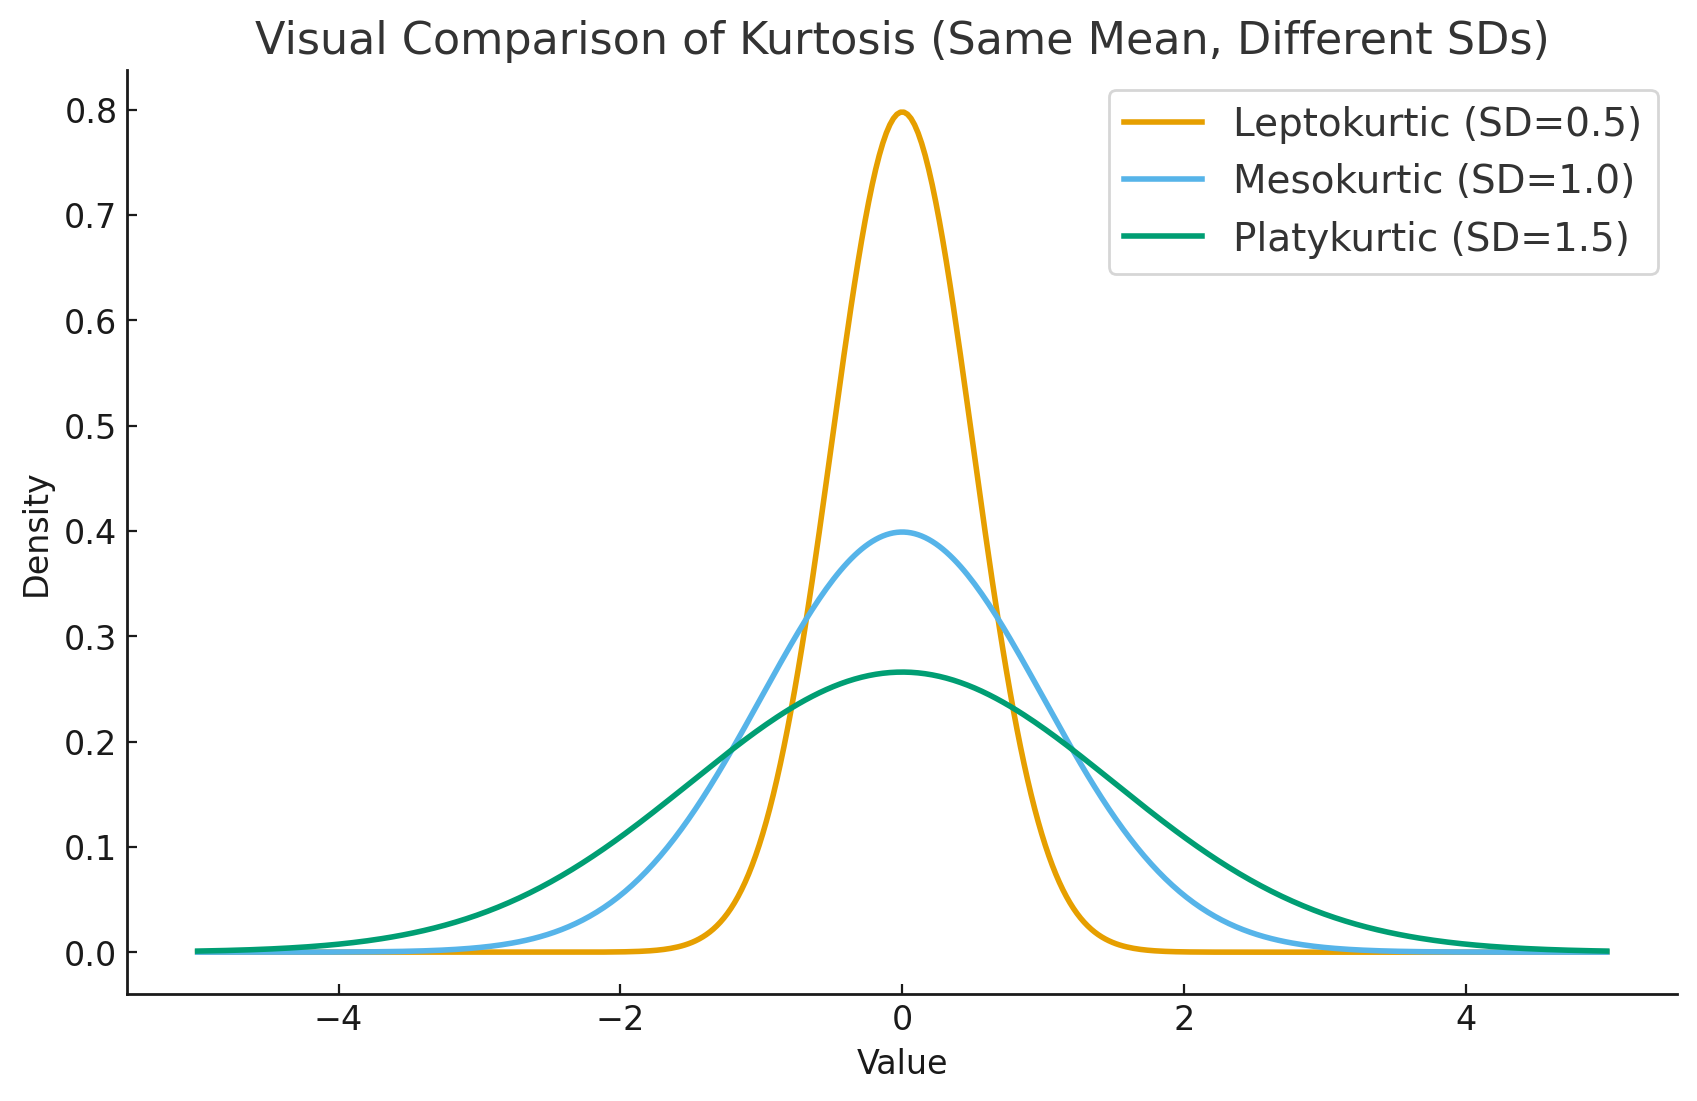 Visual Comparison of Kurtosis (Same Mean, Different SDs)
Leptokurtic (SD=0.5)
Mesokurtic (SD=1.0)
Platykurtic (SD=1.5)
Density
0.8
0.7
0.6
0.5
0.4
0.3
0.2
0.1
0.0
−4 −2 0 2 4
Value